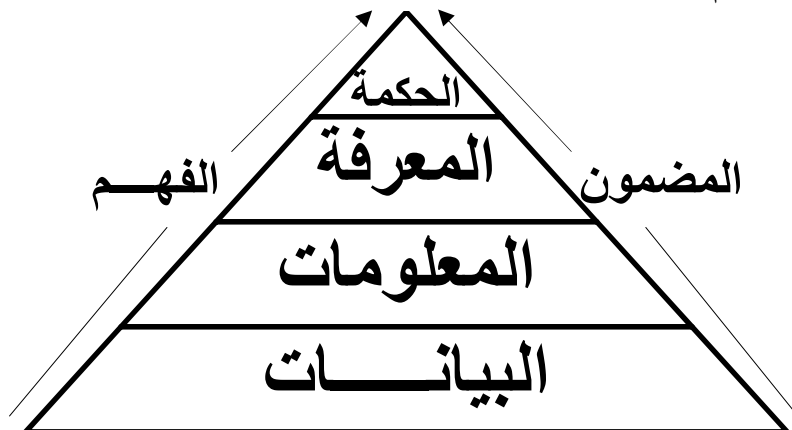 الحكمة
المعرفة
المضمون
الفهـــم
المعلومات
البيانـــــات